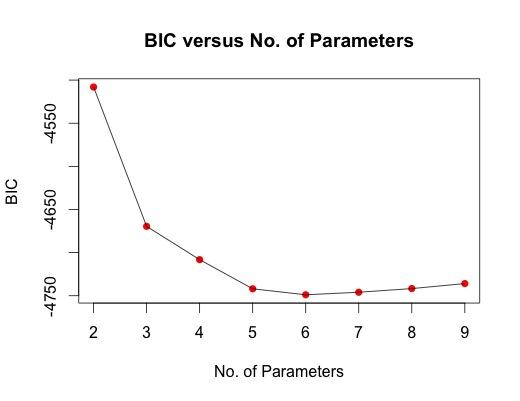 BIC versus No. of Parameters
BIC
-4550
-4650
-4750
2 3 4 5 6 7 8 9
No. of Parameters